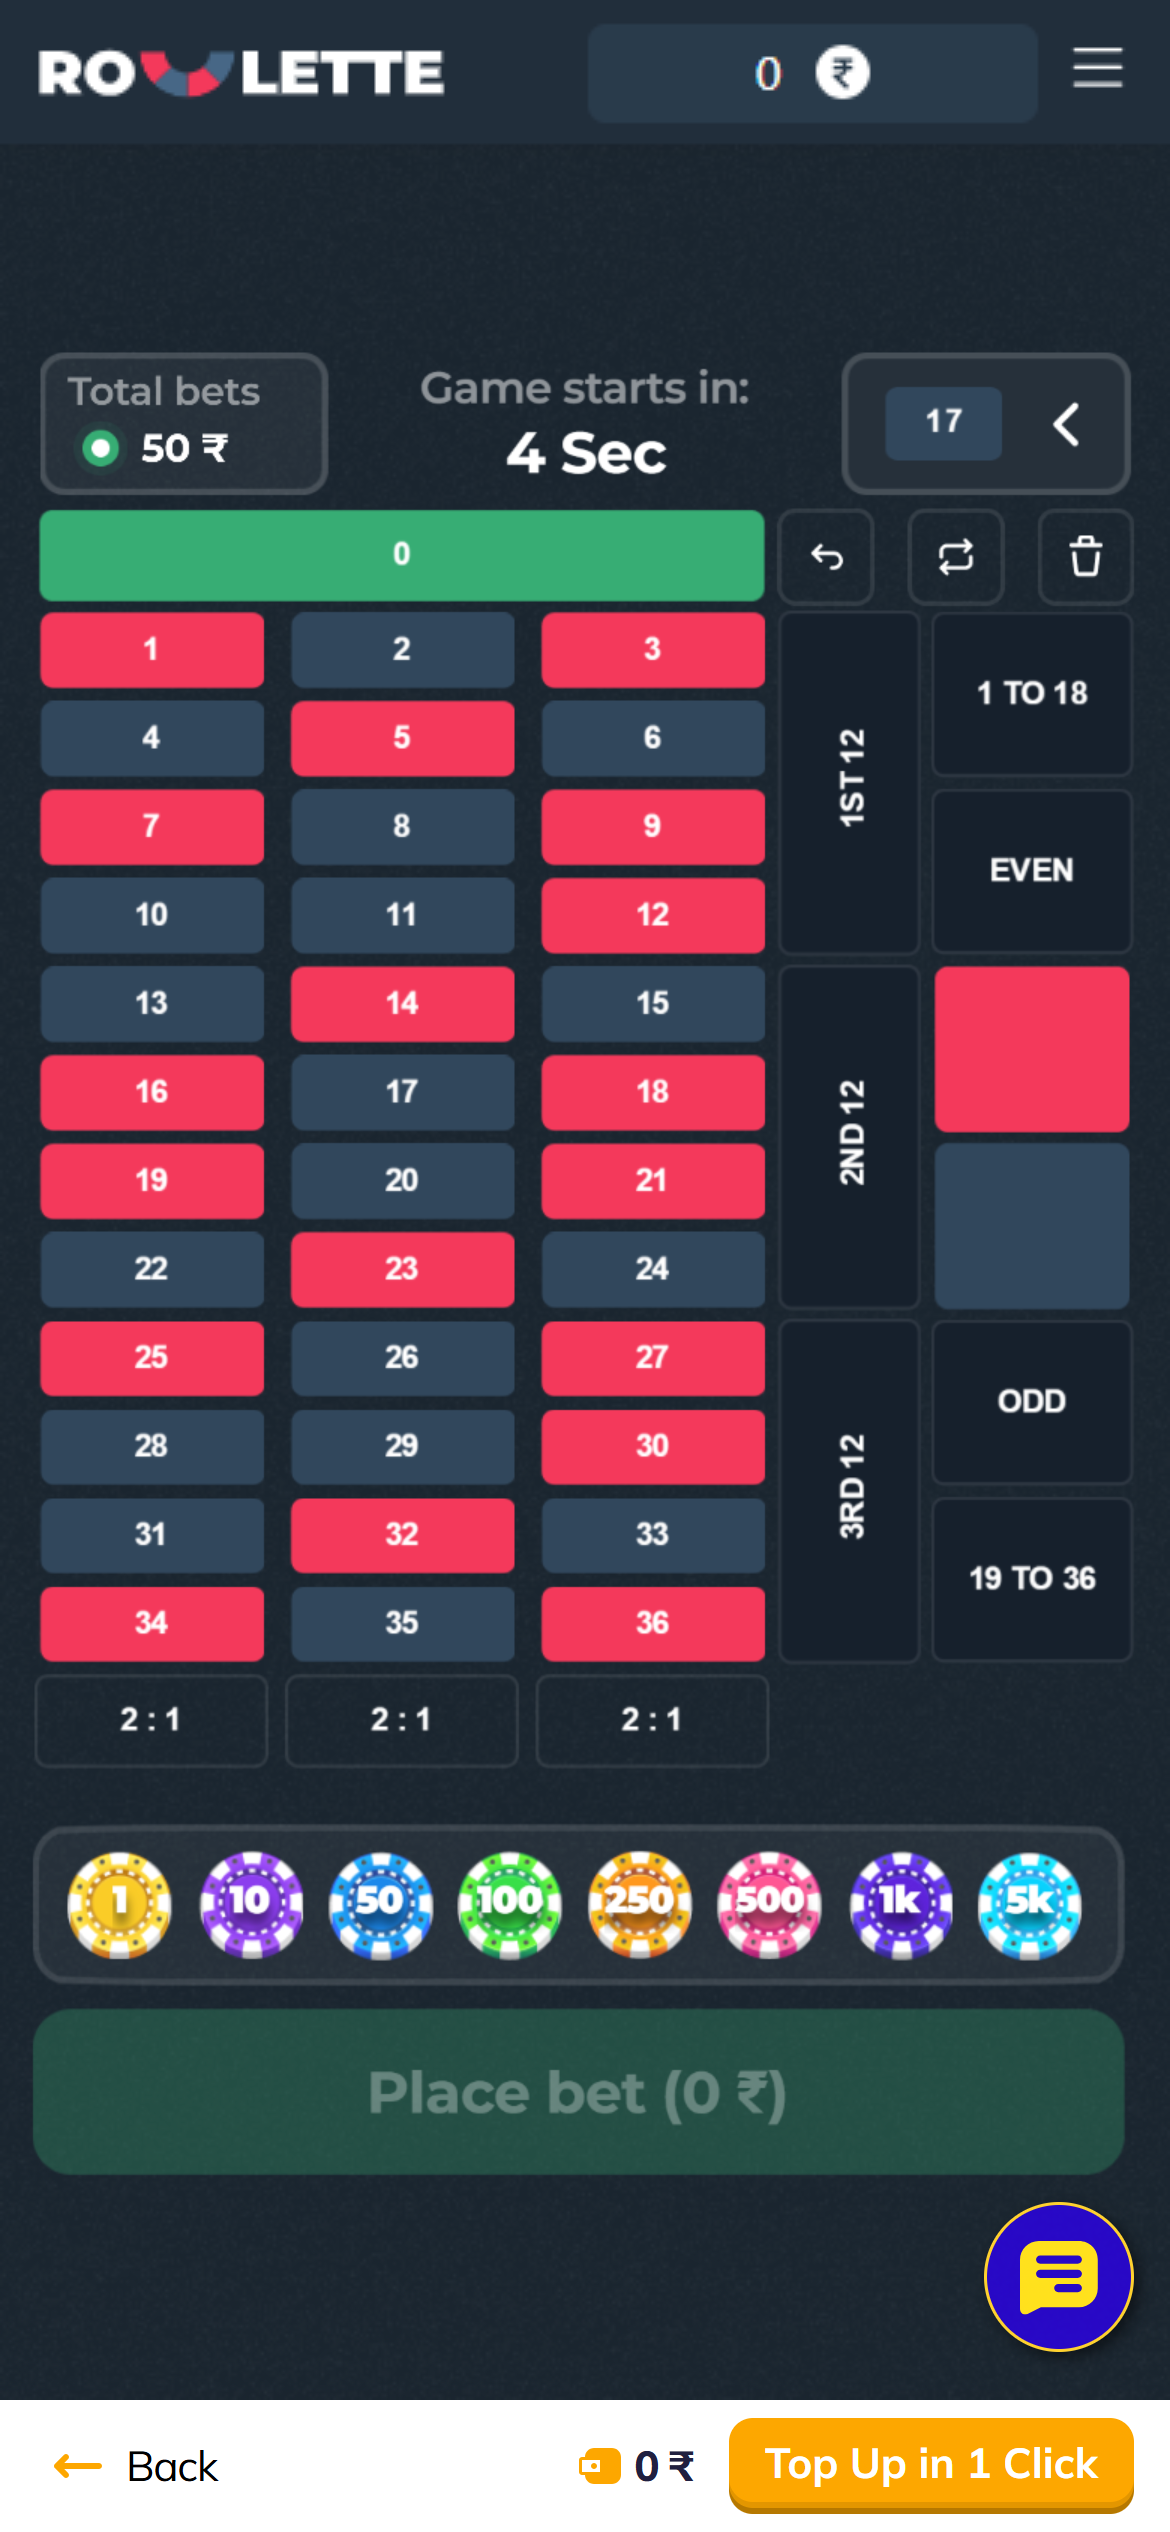 ROULETTE
0 ₹
Total bets
50 ₹
Game starts in:
4 Sec
17
0
1 2 3
4 5 6
7 8 9
10 11 12
13 14 15
16 17 18
19 20 21
22 23 24
25 26 27
28 29 30
31 32 33
34 35 36
2 : 1 2 : 1 2 : 1
1ST 12
2ND 12
3RD 12
1 TO 18
EVEN
ODD
19 TO 36
1 10 50 100 250 500 1k 5k
Place bet (0 ₹)
Back
0 ₹
Top Up in 1 Click